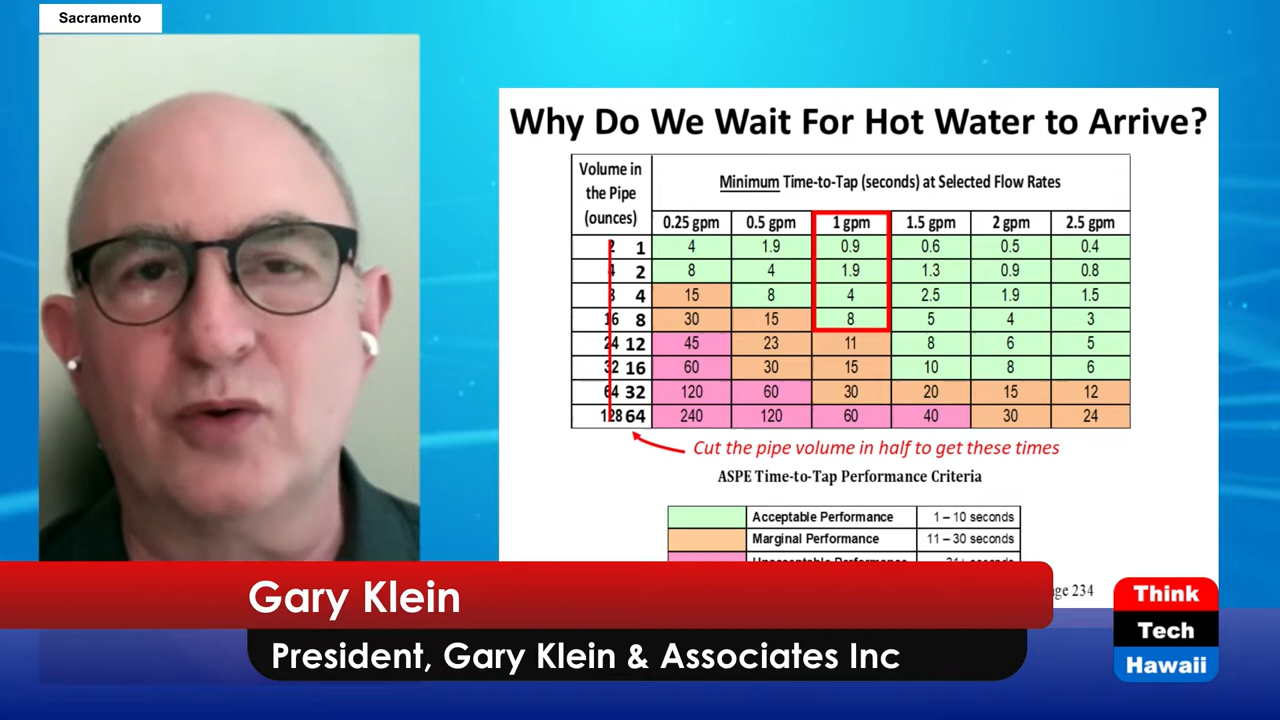 Sacramento
Why Do We Wait For Hot Water to Arrive?
Volume in
the Pipe
(ounces)
Minimum Time-to-Tap (seconds) at Selected Flow Rates
0.25 gpm 0.5 gpm 1 gpm 1.5 gpm 2 gpm 2.5 gpm
2 1 4 1.9 0.9 0.6 0.5 0.4
4 2 8 4 1.9 1.3 0.9 0.8
8 4 15 8 4 2.5 1.9 1.5
16 8 30 15 8 5 4 3
24 12 45 23 11 8 6 5
32 16 60 30 15 10 8 6
64 32 120 60 30 20 15 12
128 64 240 120 60 40 30 24
Cut the pipe volume in half to get these times
ASPE Time-to-Tap Performance Criteria
Acceptable Performance 1 – 10 seconds
Marginal Performance 11 – 30 seconds
234
Gary Klein
President, Gary Klein & Associates Inc
Think
Tech
Hawaii